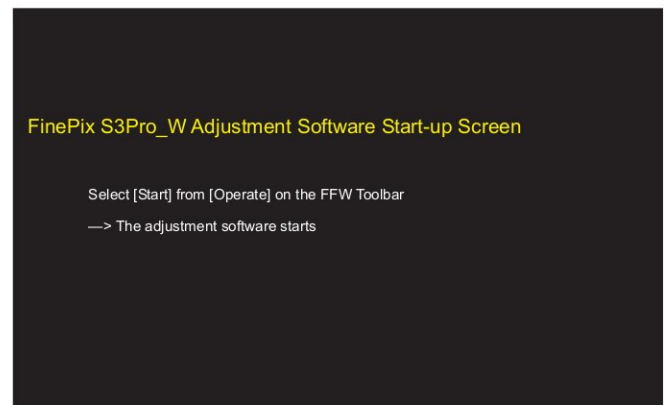 FinePix S3Pro_W Adjustment Software Start-up Screen
Select [Start] from [Operate] on the FFW Toolbar
—> The adjustment software starts